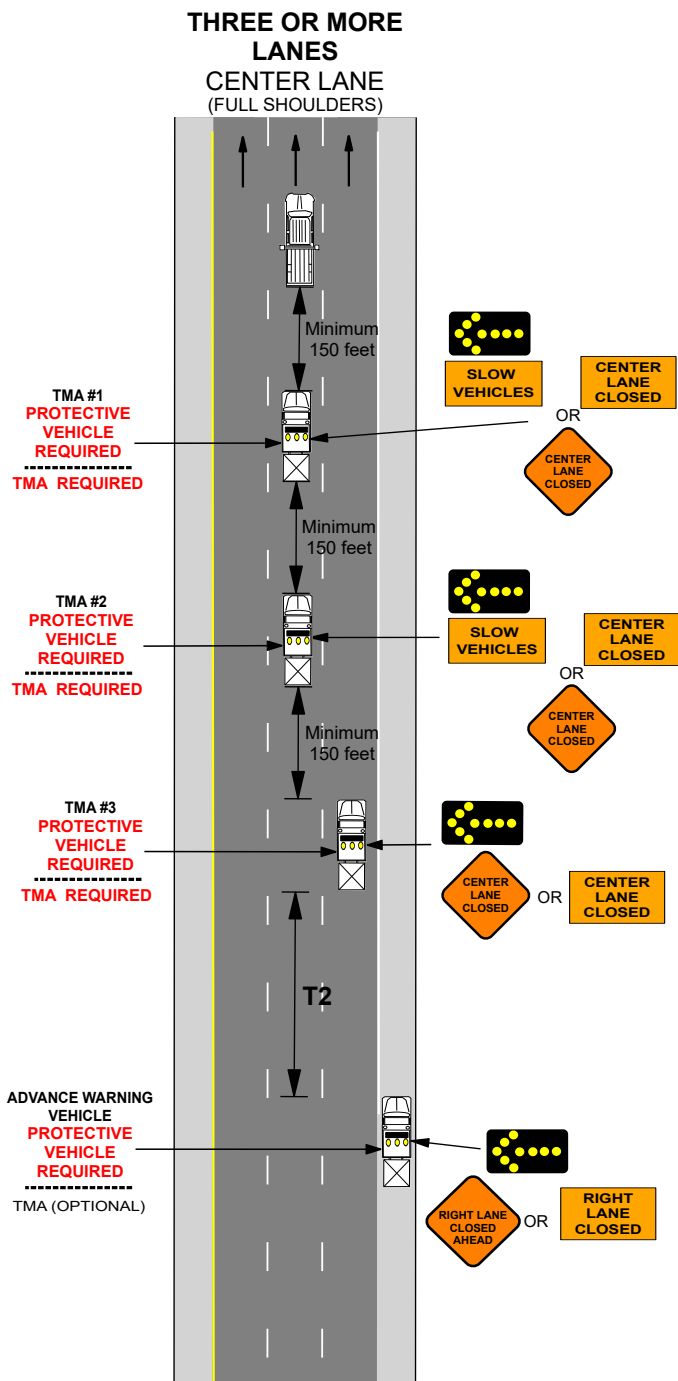 THREE OR MORE
LANES
CENTER LANE
(FULL SHOULDERS)
Minimum
150 feet
SLOW
VEHICLES
CENTER
LANE
CLOSED
OR
CENTER
LANE
CLOSED
TMA #1
PROTECTIVE
VEHICLE
REQUIRED
TMA REQUIRED
Minimum
150 feet
TMA #2
PROTECTIVE
VEHICLE
REQUIRED
TMA REQUIRED
SLOW
VEHICLES
CENTER
LANE
CLOSED
OR
CENTER
LANE
CLOSED
Minimum
150 feet
TMA #3
PROTECTIVE
VEHICLE
REQUIRED
TMA REQUIRED
CENTER
LANE
CLOSED
OR
CENTER
LANE
CLOSED
T2
ADVANCE WARNING
VEHICLE
PROTECTIVE
VEHICLE
REQUIRED
TMA (OPTIONAL)
RIGHT LANE
CLOSED
AHEAD
OR
RIGHT
LANE
CLOSED